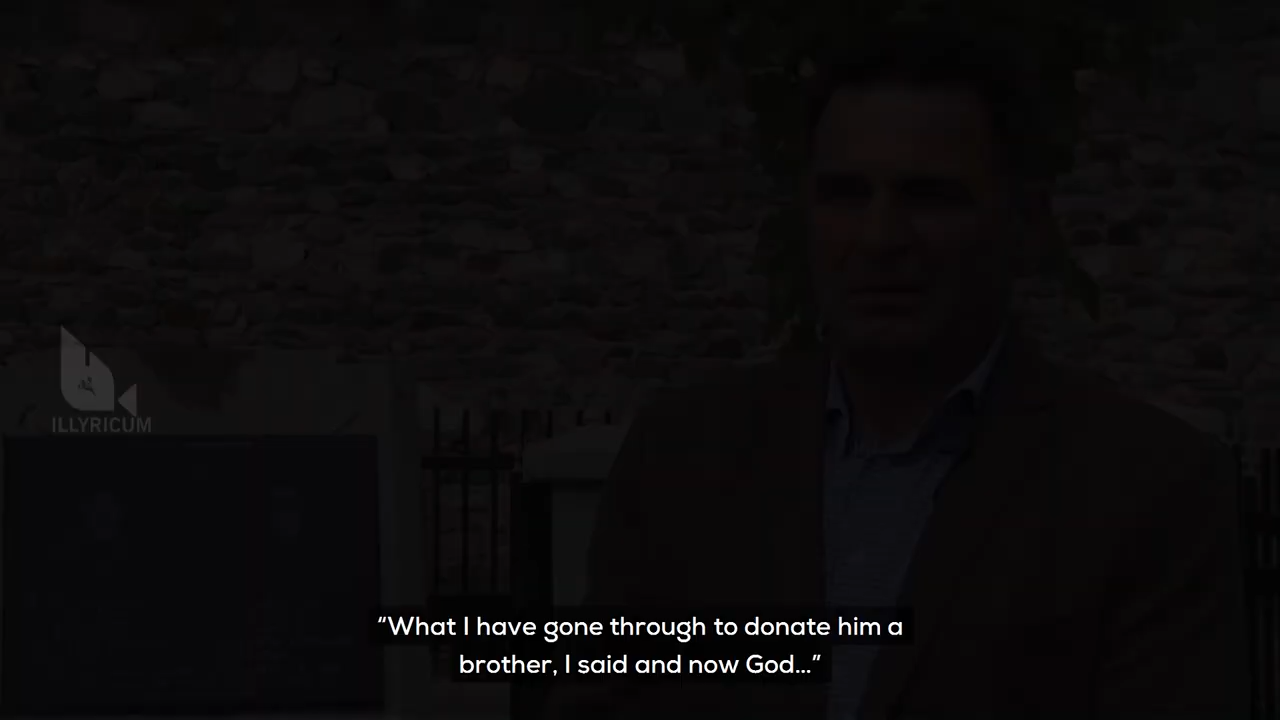 ILLYRICUM
“What I have gone through to donate him a
brother, I said and now God...”